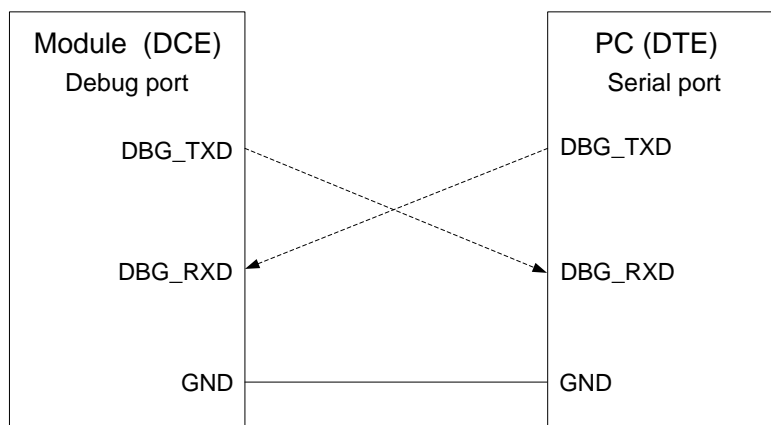 Module (DCE)
Debug port
DBG_TXD
DBG_RXD
GND
PC (DTE)
Serial port
DBG_TXD
DBG_RXD
GND